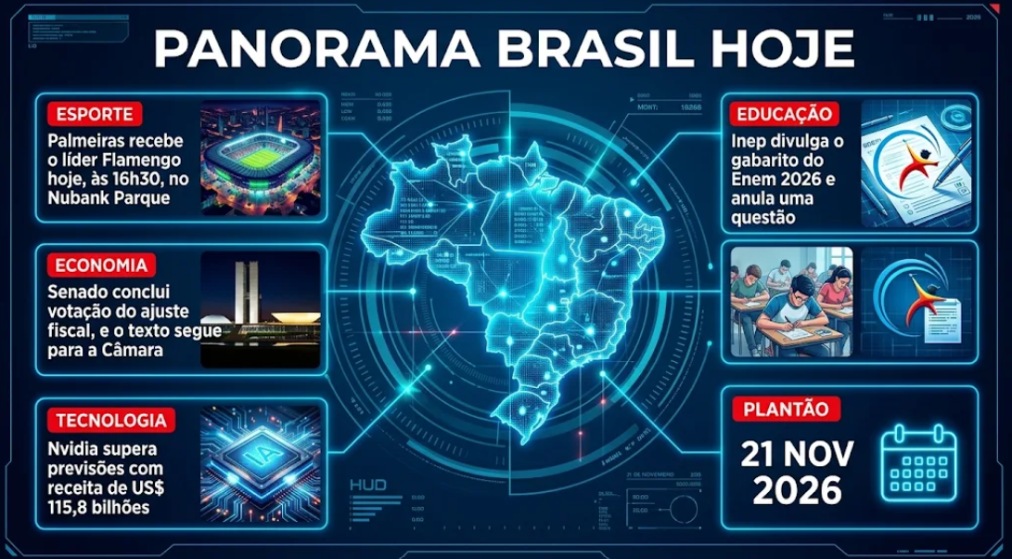 PANORAMA BRASIL HOJE
ESPORTE
Palmeiras recebe
o líder Flamengo
hoje, às 16h30, no
Nubank Parque
ECONOMIA
Senado conclui
votação do ajuste
fiscal, e o texto segue
para a Câmara
TECNOLOGIA
Nvidia supera
previsões com
receita de US$
115,8 bilhões
IA
HUD
EDUCAÇÃO
Inep divulga o
gabarito do
Enem 2026 e
anula uma
questão
PLANTÃO
21 NOV
2026